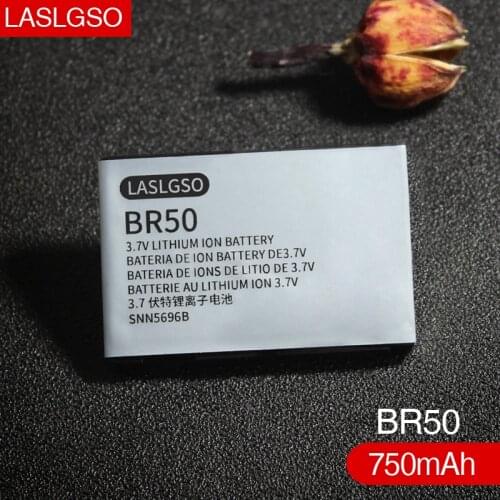 LASLGSO
LASLGSO
BR50
3.7V LITHIUM ION BATTERY
BATERIA DE ION BATTERY DE3.7V
BATERIA DE IONS DE LITIO DE 3.7V
BATTERIE AU LITHIUM ION 3.7V
3.7 伏特锂离子电池
SNN5696B
BR50
750mAh